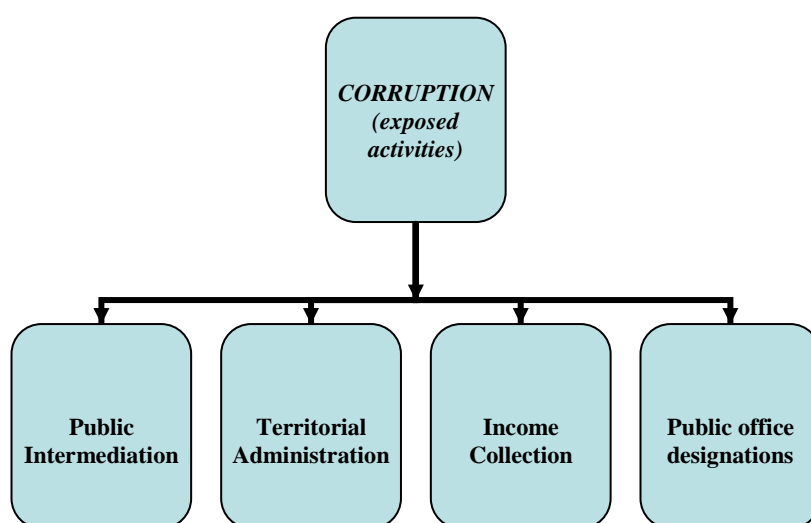 CORRUPTION
(exposed
activities)
Public
Intermediation
Territorial
Administration
Income
Collection
Public office
designations